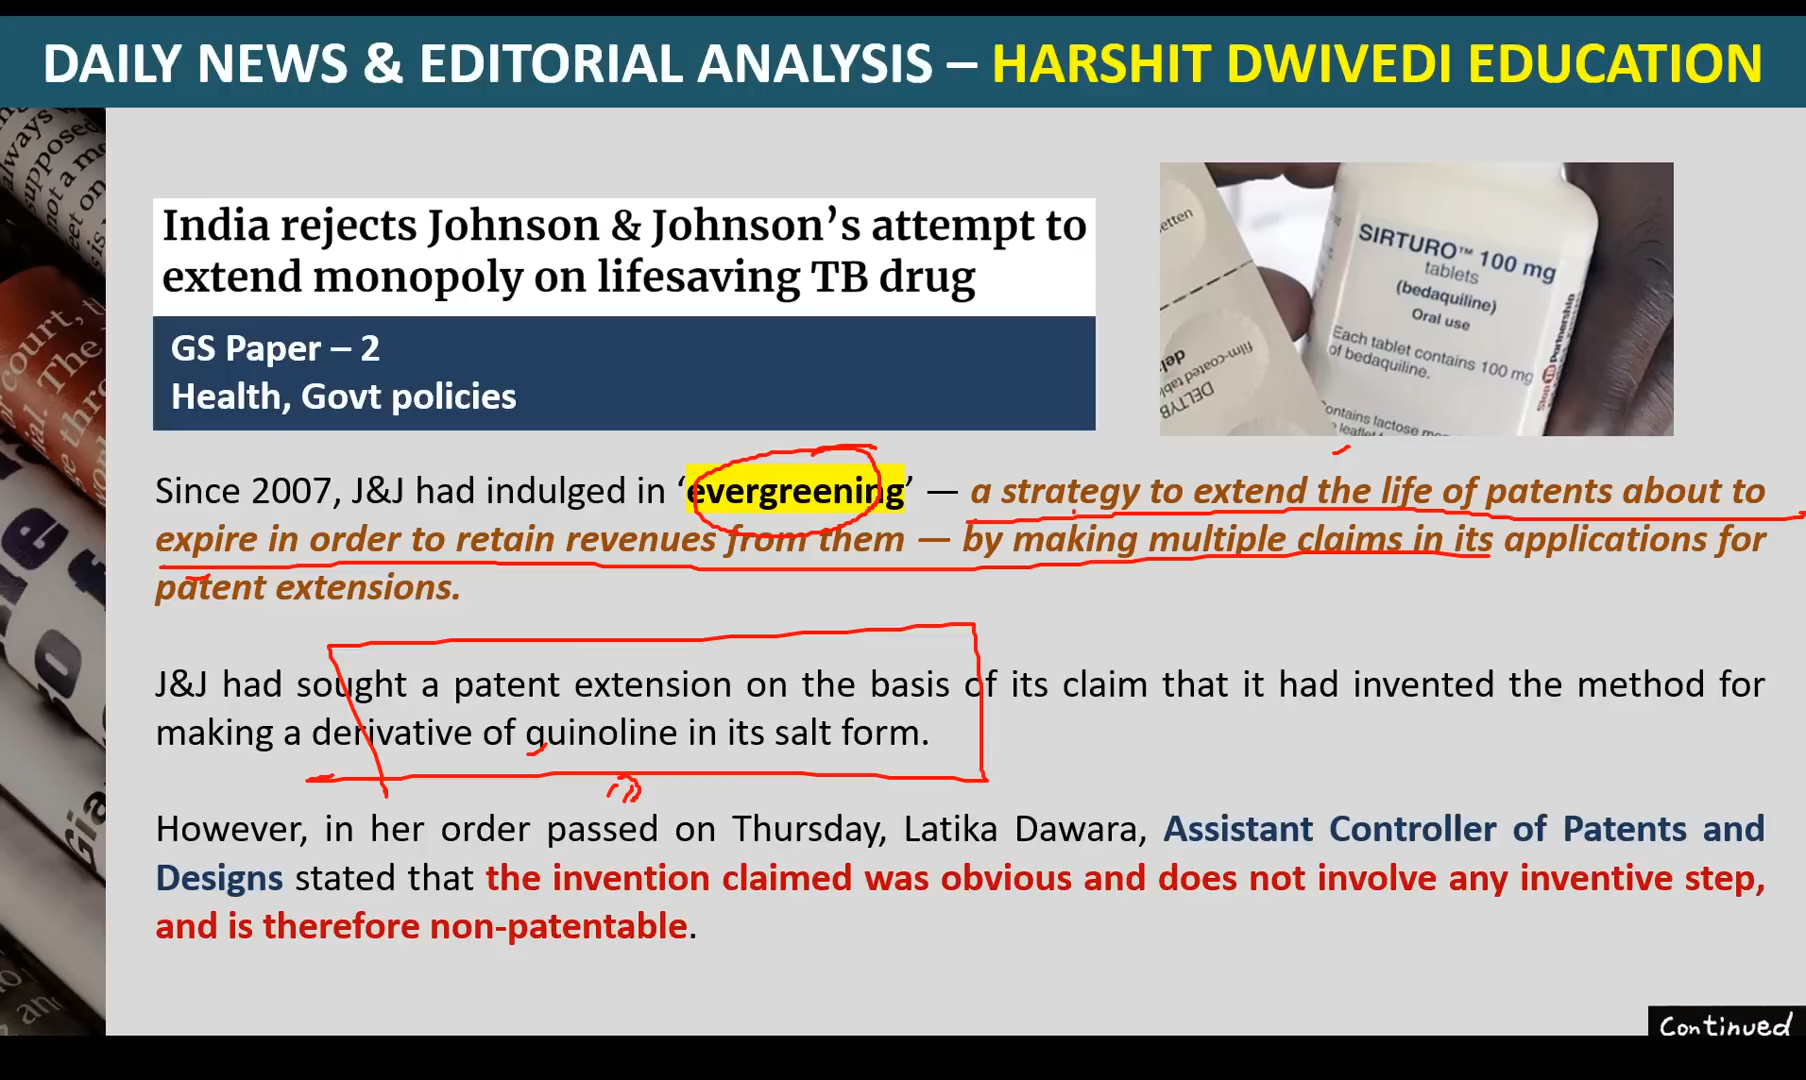 DAILY NEWS & EDITORIAL ANALYSIS – HARSHIT DWIVEDI EDUCATION
India rejects Johnson & Johnson's attempt to
extend monopoly on lifesaving TB drug
GS Paper – 2
Health, Govt policies
SIRTURO™ 100 mg
tablets
(bedaquiline)
Oral use
Each tablet contains 100 mg
of bedaquiline.
film-coated
Since 2007, J&J had indulged in ‘evergreening’ — a strategy to extend the life of patents about to
expire in order to retain revenues from them — by making multiple claims in its applications for
patent extensions.
J&J had sought a patent extension on the basis of its claim that it had invented the method for
making a derivative of quinoline in its salt form.
However, in her order passed on Thursday, Latika Dawara, Assistant Controller of Patents and
Designs stated that the invention claimed was obvious and does not involve any inventive step,
and is therefore non-patentable.
Continued